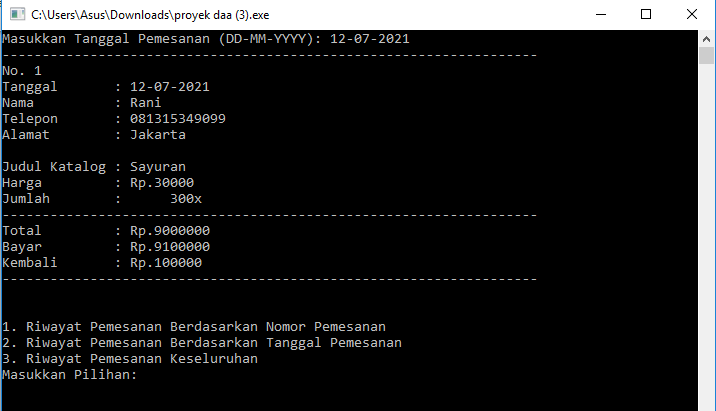 C:\Users\Asus\Downloads\proyek daa (3).exe
Masukkan Tanggal Pemesanan (DD-MM-YYYY): 12-07-2021
-------------------------------------------------------------------
No. 1
Tanggal       : 12-07-2021
Nama          : Rani
Telepon       : 081315349099
Alamat        : Jakarta

Judul Katalog : Sayuran
Harga         : Rp.30000
Jumlah        :      300x
-------------------------------------------------------------------
Total         : Rp.9000000
Bayar         : Rp.9100000
Kembali       : Rp.100000
-------------------------------------------------------------------

1. Riwayat Pemesanan Berdasarkan Nomor Pemesanan
2. Riwayat Pemesanan Berdasarkan Tanggal Pemesanan
3. Riwayat Pemesanan Keseluruhan
Masukkan Pilihan: